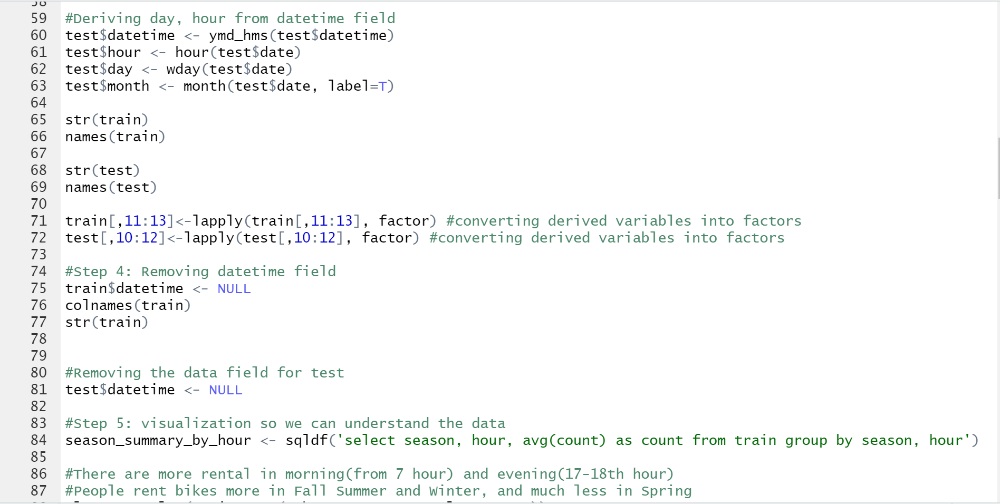 58
59 #Deriving day, hour from datetime field
60 test$datetime <- ymd_hms(test$datetime)
61 test$hour <- hour(test$date)
62 test$day <- wday(test$date)
63 test$month <- month(test$date, label=T)
64
65 str(train)
66 names(train)
67
68 str(test)
69 names(test)
70
71 train[,11:13]<-lapply(train[,11:13], factor) #converting derived variables into factors
72 test[,10:12]<-lapply(test[,10:12], factor) #converting derived variables into factors
73
74 #Step 4: Removing datetime field
75 train$datetime <- NULL
76 colnames(train)
77 str(train)
78
79
80 #Removing the data field for test
81 test$datetime <- NULL
82
83 #Step 5: visualization so we can understand the data
84 season_summary_by_hour <- sqldf('select season, hour, avg(count) as count from train group by season, hour')
85
86 #There are more rental in morning(from 7 hour) and evening(17-18th hour)
87 #People rent bikes more in Fall Summer and Winter, and much less in Spring